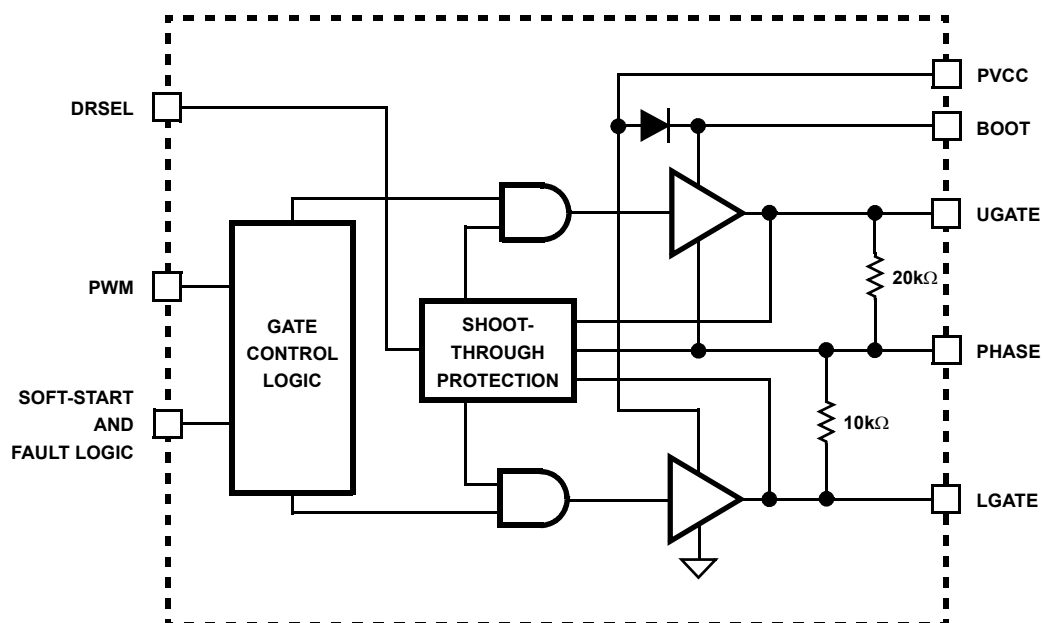 PVCC
DRSEL
BOOT
UGATE
PWM
20kΩ
GATE
CONTROL
LOGIC
SHOOT-
THROUGH
PROTECTION
PHASE
SOFT-START
AND
FAULT LOGIC
10kΩ
LGATE